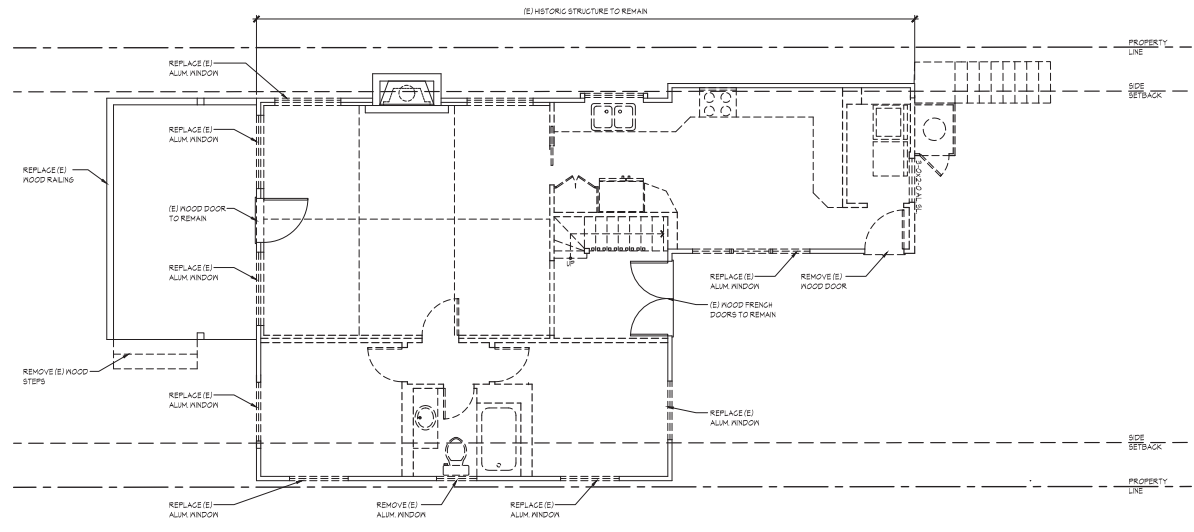 (E) HISTORIC STRUCTURE TO REMAIN
PROPERTY
LINE
REPLACE (E)
ALUM. WINDOW
SIDE
SETBACK
REPLACE (E)
ALUM. WINDOW
REPLACE (E)
WOOD RAILING
(E) WOOD DOOR
TO REMAIN
REPLACE (E)
ALUM. WINDOW
UP
REPLACE (E)
ALUM. WINDOW
REMOVE (E)
WOOD DOOR
(E) WOOD FRENCH
DOORS TO REMAIN
REMOVE (E) WOOD
STEPS
REPLACE (E)
ALUM. WINDOW
REPLACE (E)
ALUM. WINDOW
SIDE
SETBACK
PROPERTY
LINE
REPLACE (E)
ALUM. WINDOW
REMOVE (E)
ALUM. WINDOW
REPLACE (E)
ALUM. WINDOW